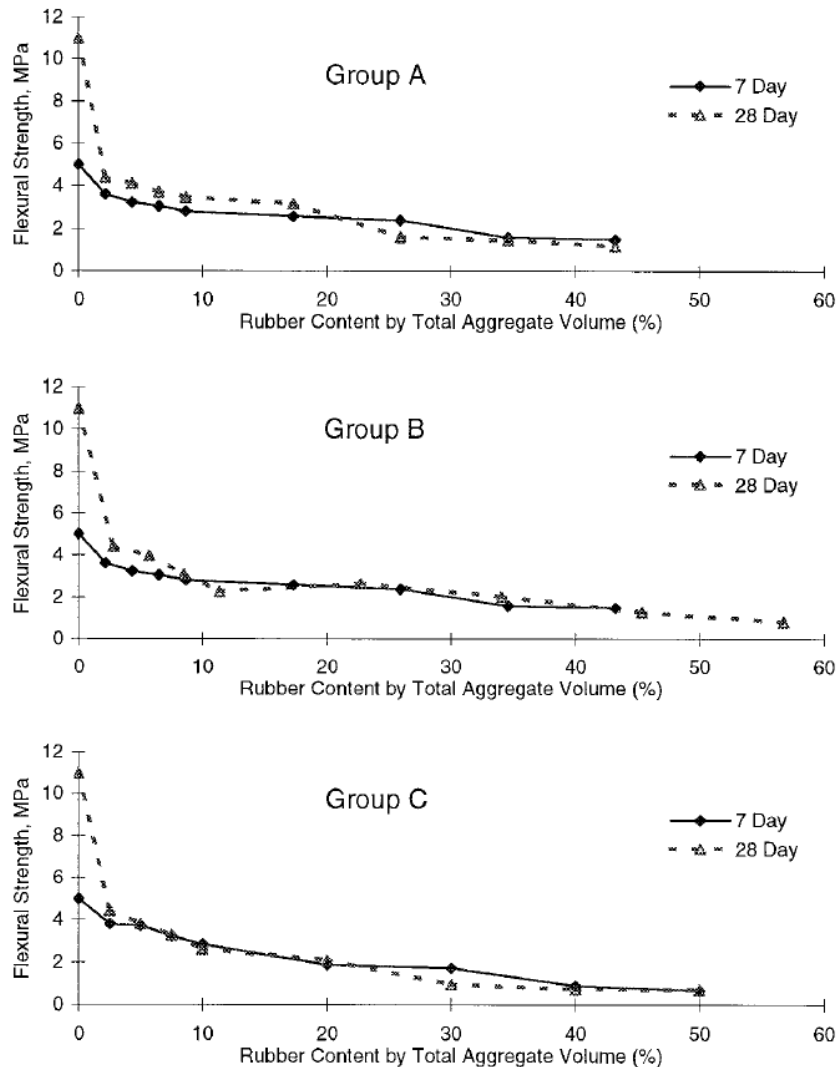 12
10
Group A
7 Day
28 Day
8
6
4
2
0
Flexural Strength, MPa
0 10 20 30 40 50 60
Rubber Content by Total Aggregate Volume (%)
12
10
Group B
7 Day
28 Day
8
6
4
2
0
Flexural Strength, MPa
0 10 20 30 40 50 60
Rubber Content by Total Aggregate Volume (%)
12
10
Group C
7 Day
28 Day
8
6
4
2
0
Flexural Strength, MPa
0 10 20 30 40 50 60
Rubber Content by Total Aggregate Volume (%)